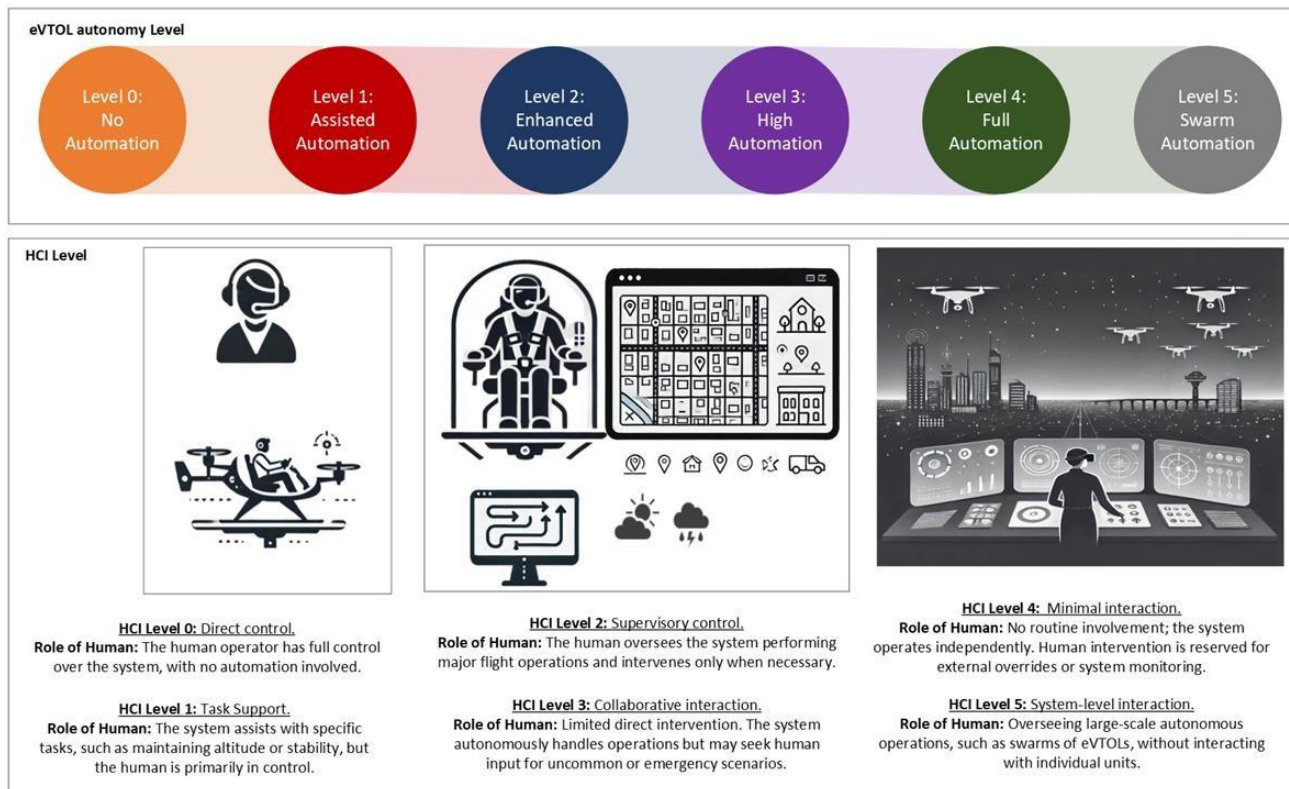 eVTOL autonomy Level
Level 0:
No
Automation
Level 1:
Assisted
Automation
Level 2:
Enhanced
Automation
Level 3:
High
Automation
Level 4:
Full
Automation
Level 5:
Swarm
Automation
HCI Level
HCI Level 0: Direct control.
Role of Human: The human operator has full control
over the system, with no automation involved.
HCI Level 1: Task Support.
Role of Human: The system assists with specific
tasks, such as maintaining altitude or stability, but
the human is primarily in control.
HCI Level 2: Supervisory control.
Role of Human: The human oversees the system performing
major flight operations and intervenes only when necessary.
HCI Level 3: Collaborative interaction.
Role of Human: Limited direct intervention. The system
autonomously handles operations but may seek human
input for uncommon or emergency scenarios.
HCI Level 4: Minimal interaction.
Role of Human: No routine involvement; the system
operates independently. Human intervention is reserved for
external overrides or system monitoring.
HCI Level 5: System-level interaction.
Role of Human: Overseeing large-scale autonomous
operations, such as swarms of eVTOLs, without interacting
with individual units.